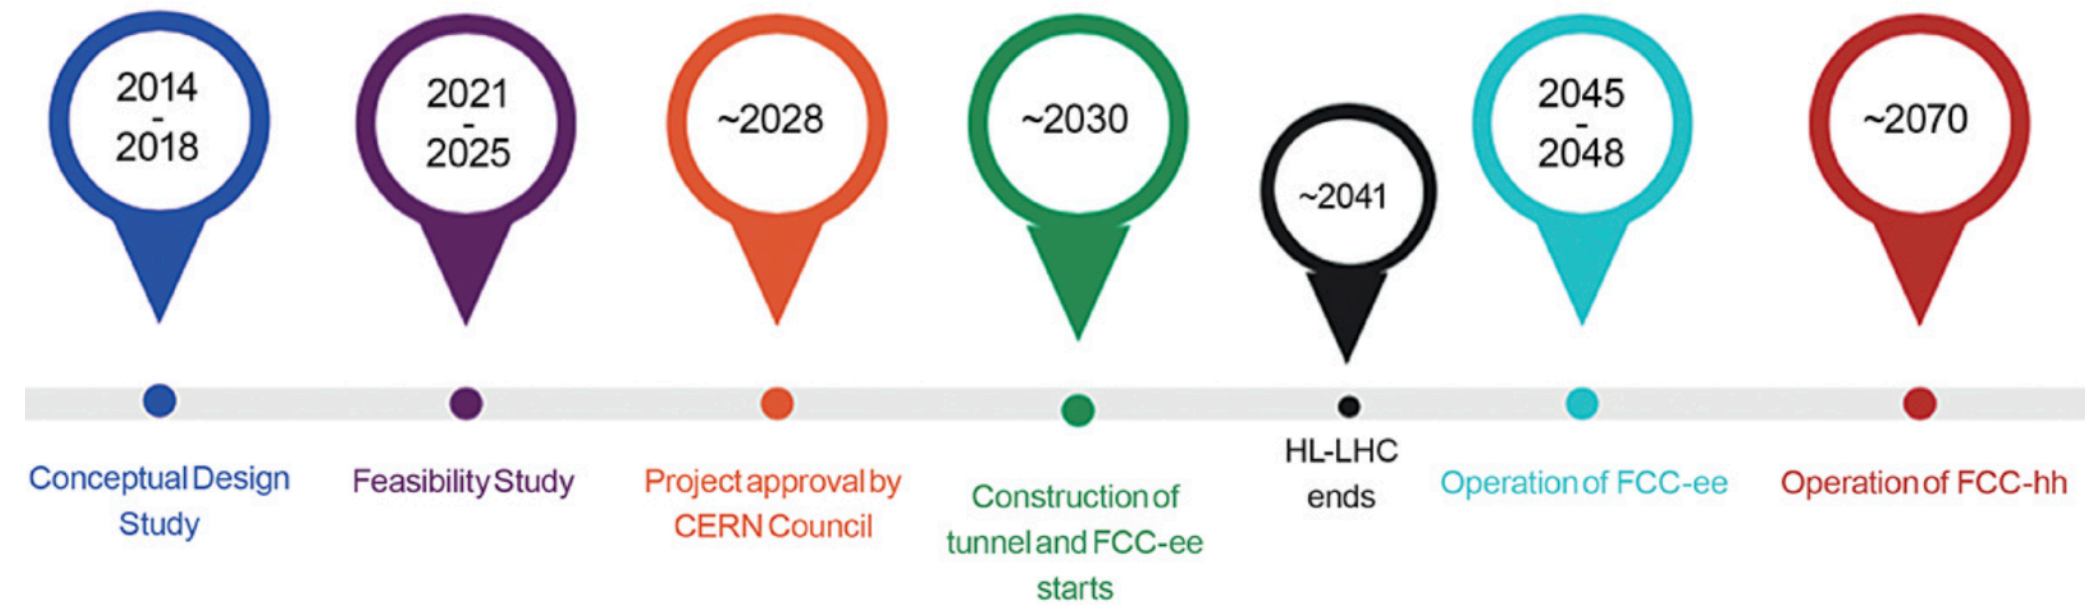 2014
-
2018
Conceptual Design
Study
2021
-
2025
Feasibility Study
~2028
Project approval by
CERN Council
~2030
Construction of
tunnel and FCC-ee
starts
~2041
HL-LHC
ends
2045
-
2048
Operation of FCC-ee
~2070
Operation of FCC-hh